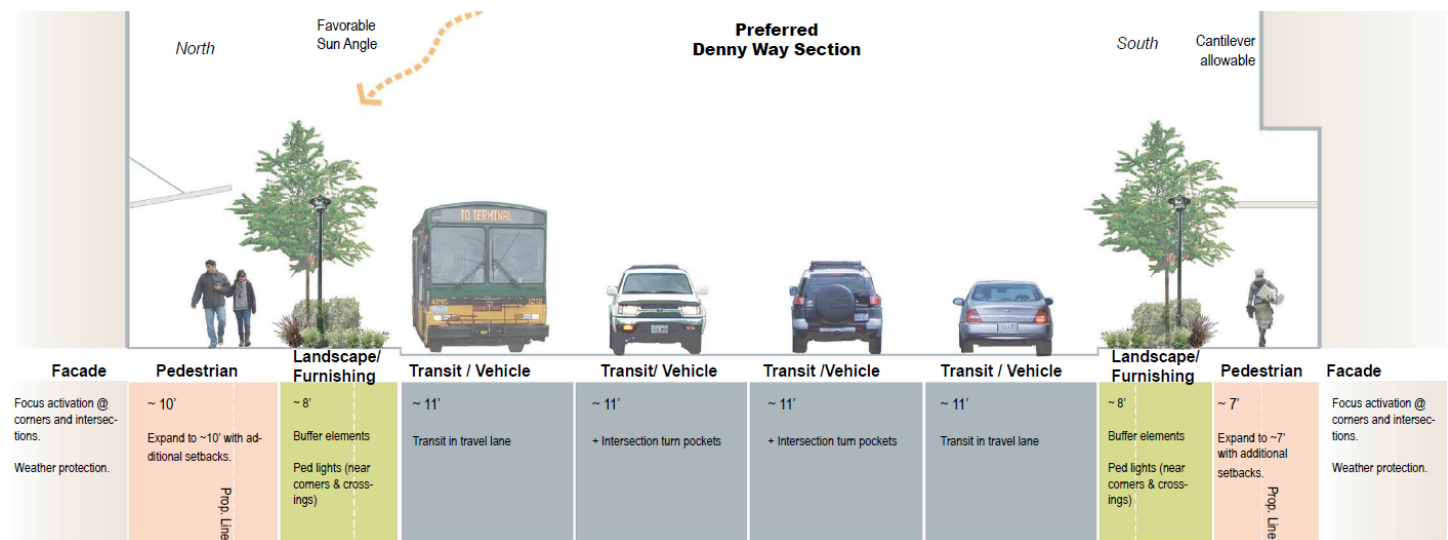 Preferred
Denny Way Section
North
Favorable
Sun Angle
South
Cantilever
allowable
TO TERMINAL
Facade
Pedestrian
Landscape/
Furnishing
Transit / Vehicle
Transit/ Vehicle
Transit /Vehicle
Transit / Vehicle
Landscape/
Furnishing
Pedestrian
Facade
Focus activation @
corners and intersec-
tions.
Weather protection.
~ 10’
Expand to ~10’ with ad-
ditional setbacks.
Prop. Line
~ 8’
Buffer elements
Ped lights (near
corners & cross-
ings)
~ 11’
Transit in travel lane
~ 11’
+ Intersection turn pockets
~ 11’
+ Intersection turn pockets
~ 11’
Transit in travel lane
~ 8’
Buffer elements
Ped lights (near
corners & cross-
ings)
~ 7’
Expand to ~7’
with additional
setbacks.
Prop. Line
Focus activation @
corners and intersec-
tions.
Weather protection.